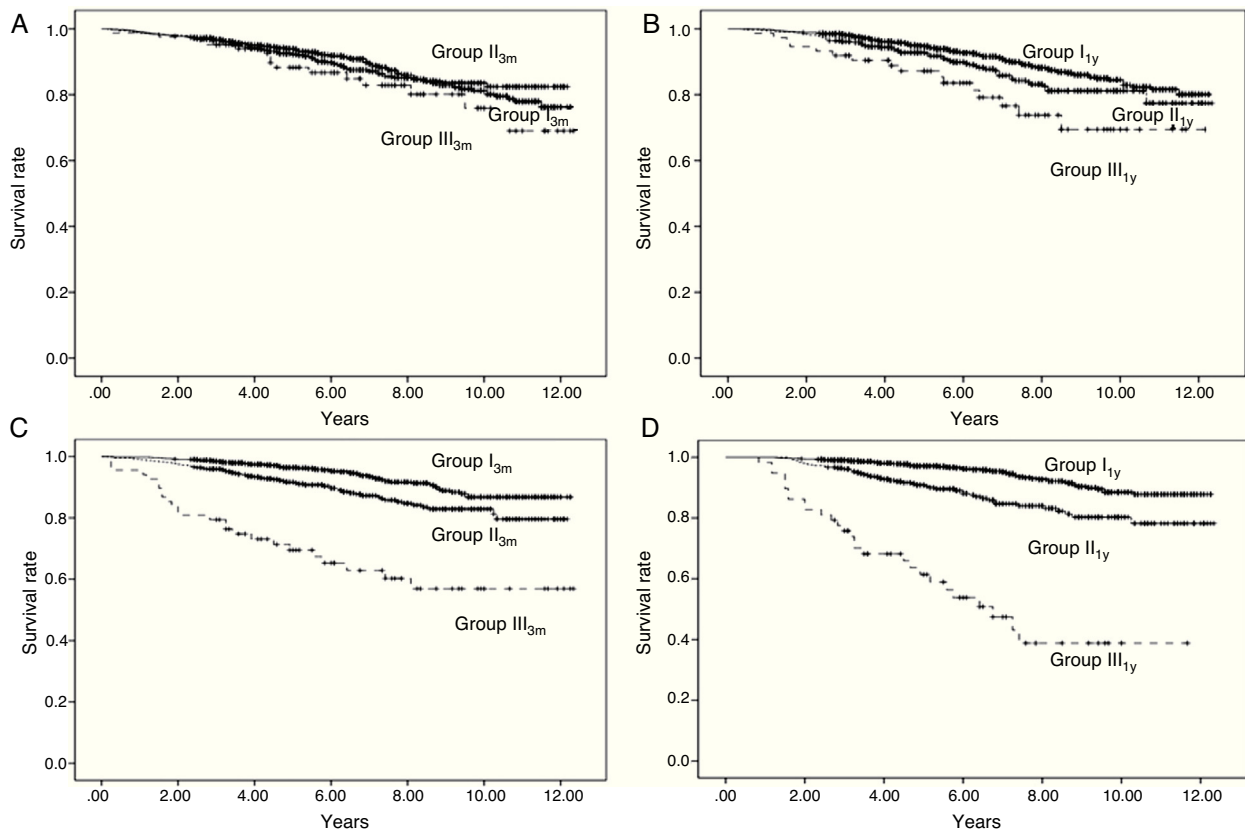 A
1.0
0.8
0.6
0.4
0.2
0.0
Survival rate
Group II3m
Group I3m
Group III3m
.00 2.00 4.00 6.00 8.00 10.00 12.00
Years
B
1.0
0.8
0.6
0.4
0.2
0.0
Survival rate
Group I1y
Group II1y
Group III1y
.00 2.00 4.00 6.00 8.00 10.00 12.00
Years
C
1.0
0.8
0.6
0.4
0.2
0.0
Survival rate
Group I3m
Group II3m
Group III3m
.00 2.00 4.00 6.00 8.00 10.00 12.00
Years
D
1.0
0.8
0.6
0.4
0.2
0.0
Survival rate
Group I1y
Group II1y
Group III1y
.00 2.00 4.00 6.00 8.00 10.00 12.00
Years